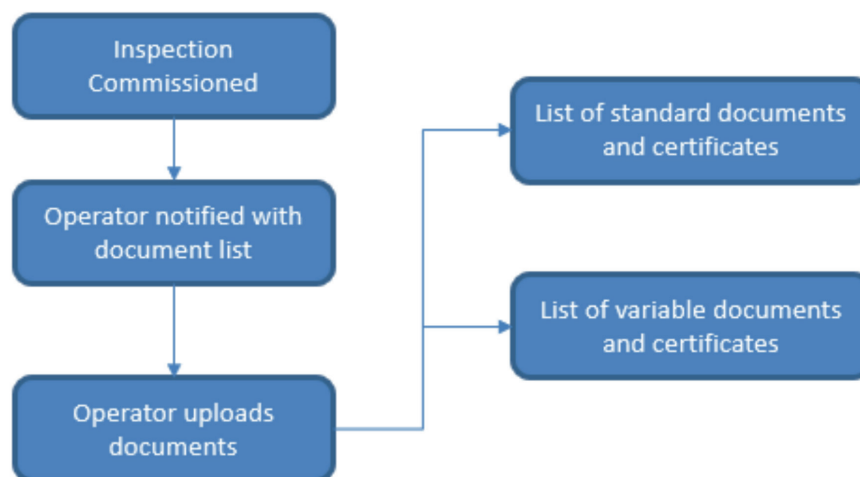 Inspection
Commissioned
Operator notified with
document list
Operator uploads
documents
List of standard documents
and certificates
List of variable documents
and certificates